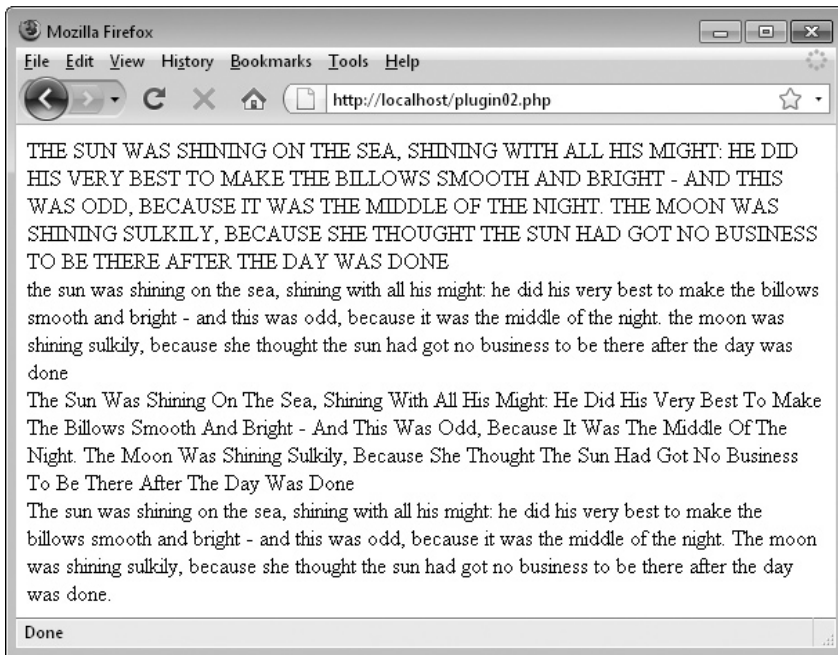 Mozilla Firefox
File Edit View History Bookmarks Tools Help
http://localhost/plugin02.php
THE SUN WAS SHINING ON THE SEA, SHINING WITH ALL HIS MIGHT: HE DID
HIS VERY BEST TO MAKE THE BILLOWS SMOOTH AND BRIGHT - AND THIS
WAS ODD, BECAUSE IT WAS THE MIDDLE OF THE NIGHT. THE MOON WAS
SHINING SULKILY, BECAUSE SHE THOUGHT THE SUN HAD GOT NO BUSINESS
TO BE THERE AFTER THE DAY WAS DONE
the sun was shining on the sea, shining with all his might: he did his very best to make the billows
smooth and bright - and this was odd, because it was the middle of the night. the moon was
shining sulkily, because she thought the sun had got no business to be there after the day was
done
The Sun Was Shining On The Sea, Shining With All His Might: He Did His Very Best To Make
The Billows Smooth And Bright - And This Was Odd, Because It Was The Middle Of The
Night. The Moon Was Shining Sulkily, Because She Thought The Sun Had Got No Business
To Be There After The Day Was Done
The sun was shining on the sea, shining with all his might: he did his very best to make the
billows smooth and bright - and this was odd, because it was the middle of the night. The moon
was shining sulkily, because she thought the sun had got no business to be there after the day
was done.
Done